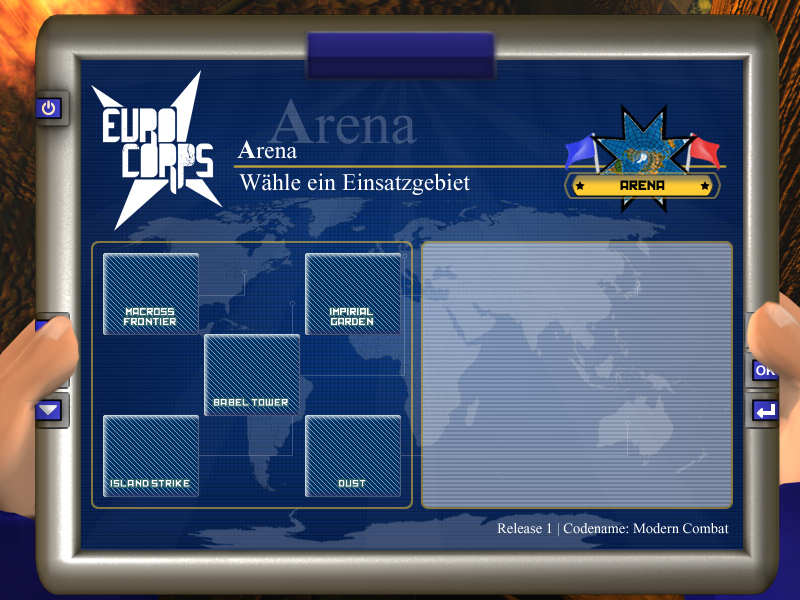 EURO
CORPS
Arena
Arena
Wähle ein Einsatzgebiet
ARENA
MACROSS
FRONTIER
IMPIRIAL
GARDEN
BABEL TOWER
ISLAND STRIKE
DUST
OK
Release 1 | Codename: Modern Combat